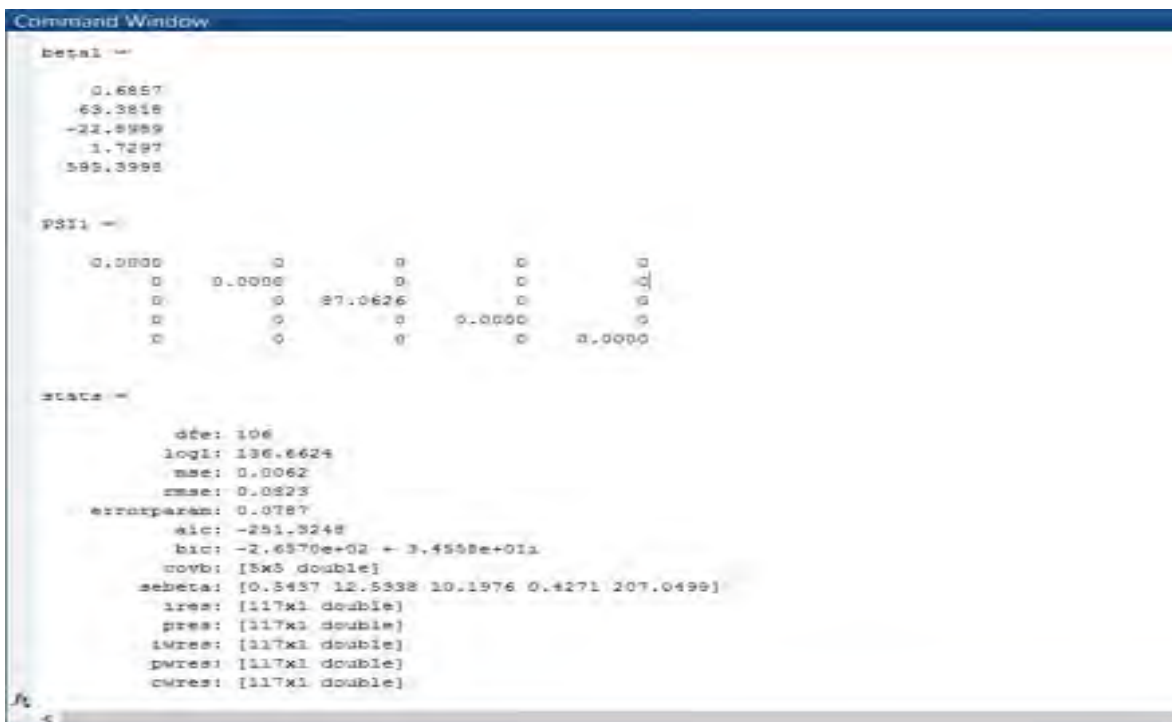 Command Window
beta1 =
0.6857
63.3818
-22.8989
1.7297
599.3998
PSI1 =
0.0000 0 0 0 0
0 0.0000 0 0 0
0 0 87.0626 0 0
0 0 0 0.0000 0
0 0 0 0 0.0000
stats =
dfe: 106
logl: 136.6624
mse: 0.0062
rmse: 0.0823
errorparam: 0.0787
aic: -251.3248
bic: -2.6570e+02 + 3.4558e+01i
covb: [5x5 double]
sebeta: [0.5437 12.5338 10.1976 0.4271 207.0499]
ires: [117x1 double]
pres: [117x1 double]
iwres: [117x1 double]
pwres: [117x1 double]
cwres: [117x1 double]
fx